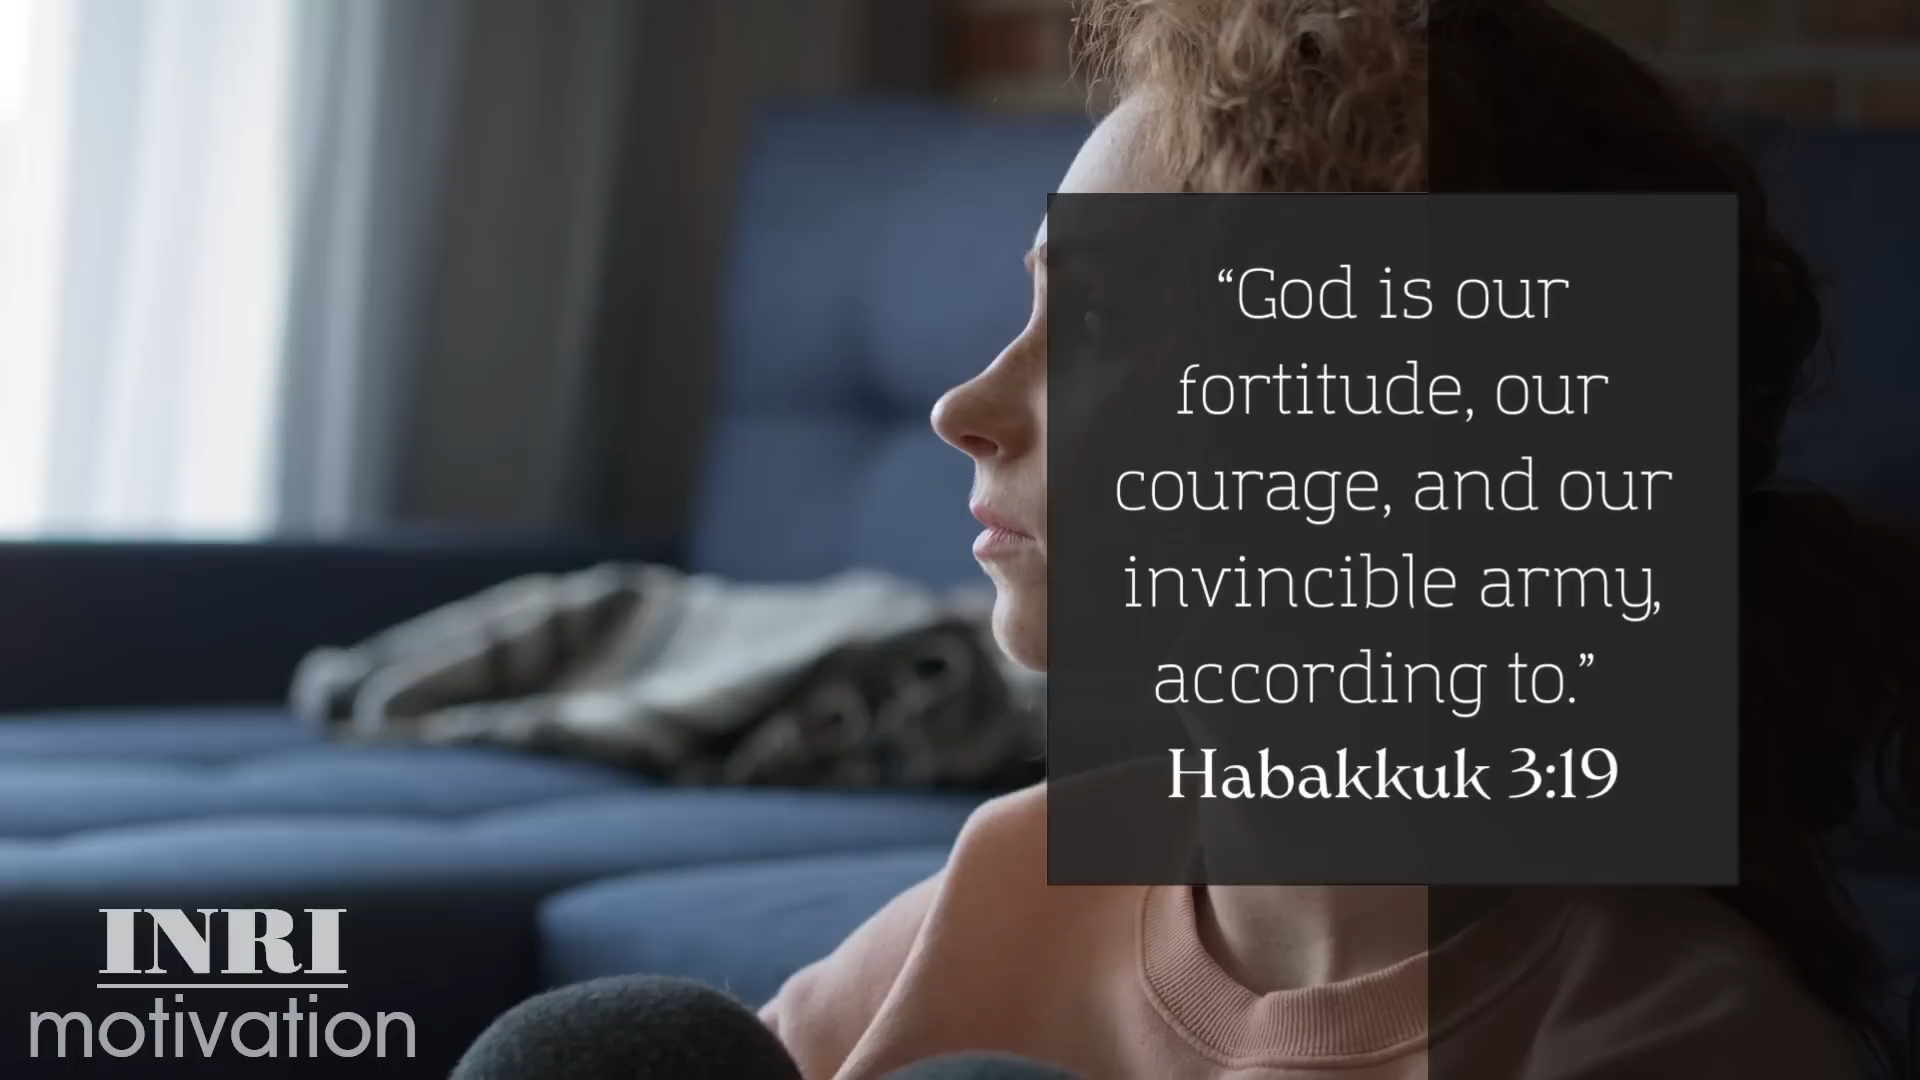 “God is our
fortitude, our
courage, and our
invincible army,
according to.”
Habakkuk 3:19
INRI
motivation